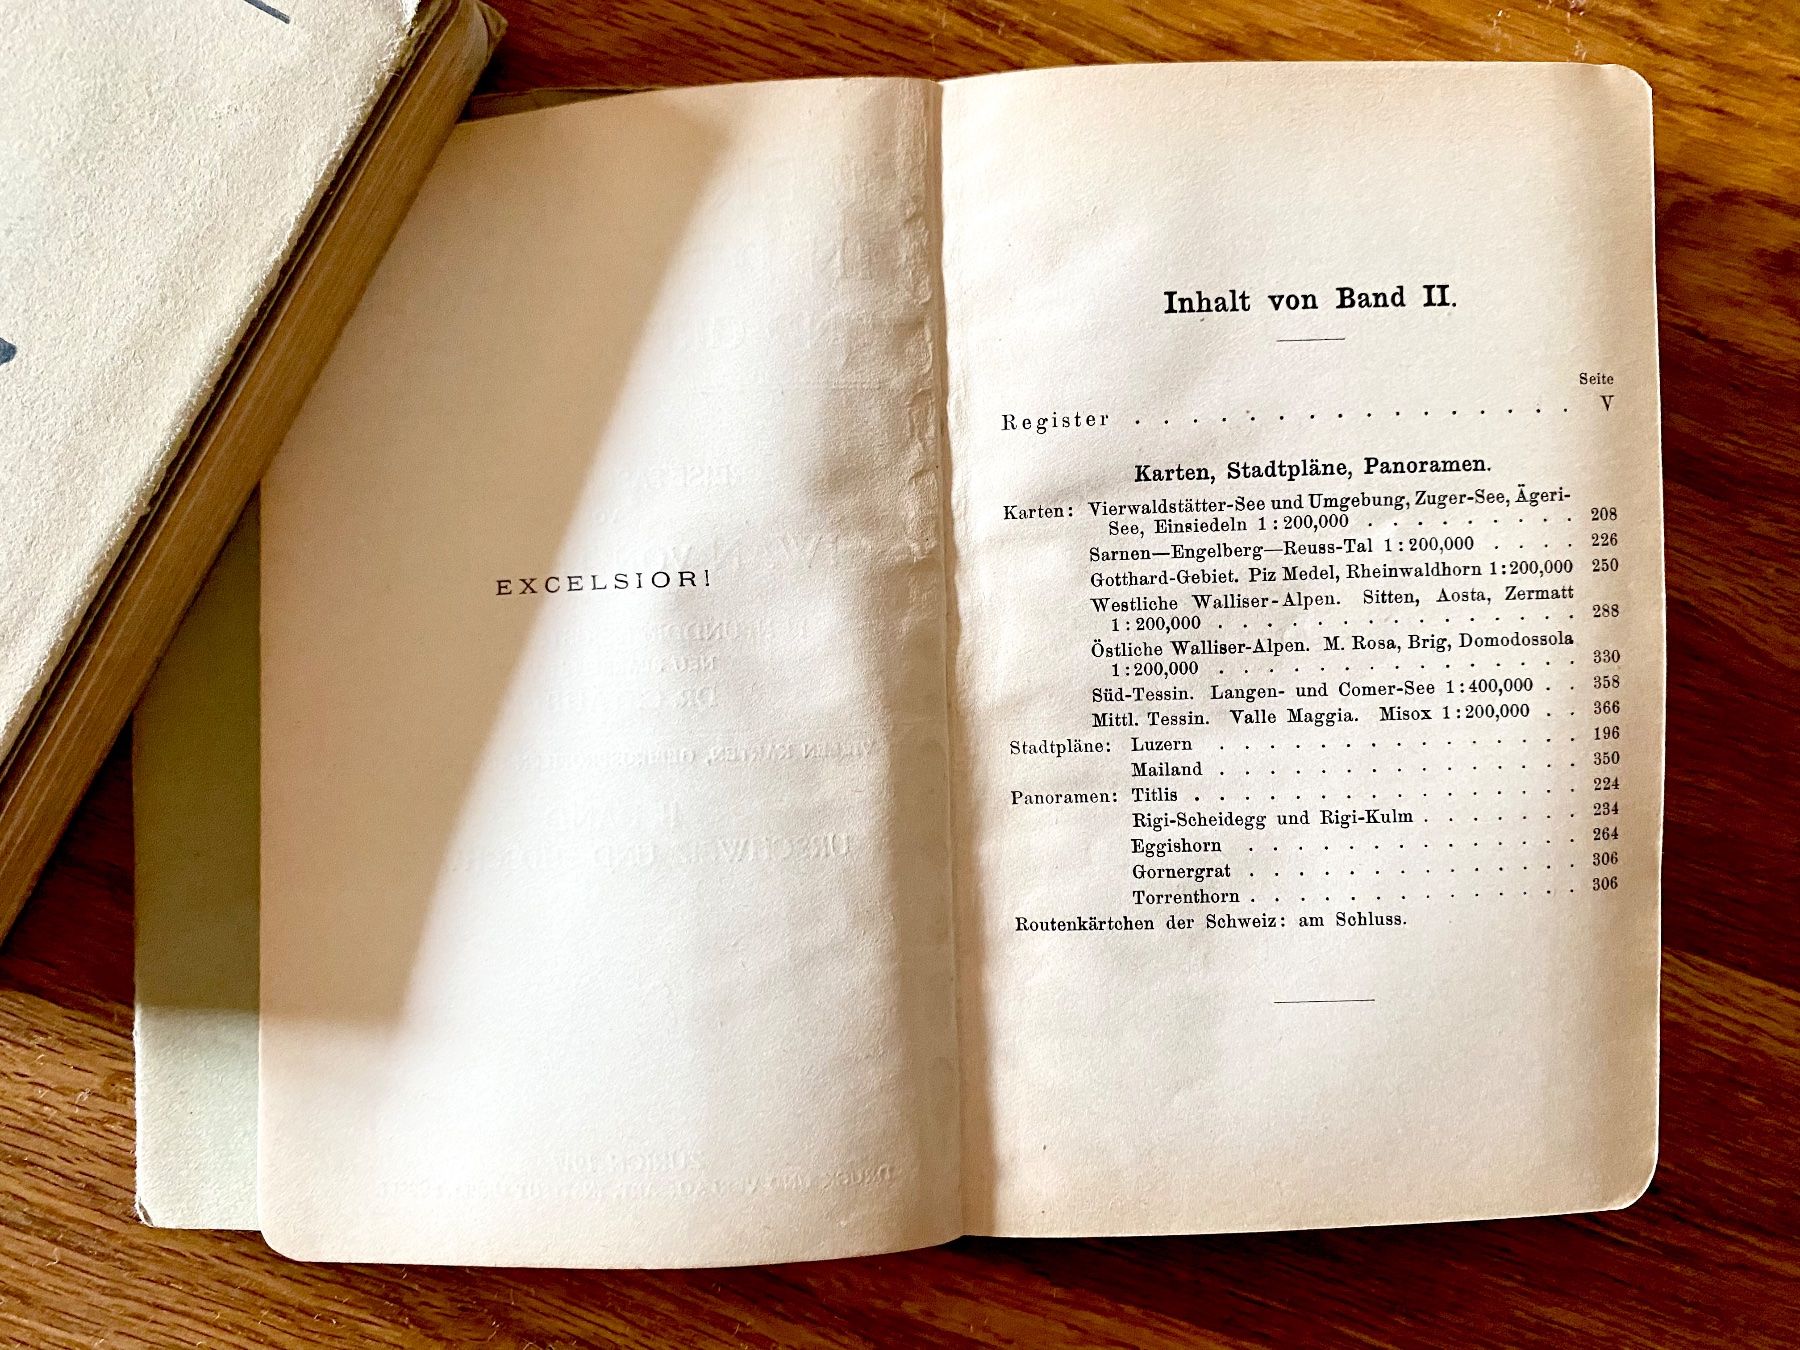 EXCELSIOR!
Inhalt von Band II.
Seite
Register . . . . . . . . . . . . . . . . V
Karten, Stadtpläne, Panoramen.
Karten: Vierwaldstätter-See und Umgebung, Zuger-See, Ägeri-
See, Einsiedeln 1 : 200,000 . . . . . . . . . 208
Sarnen—Engelberg—Reuss-Tal 1 : 200,000 . . . . 226
Gotthard-Gebiet. Piz Medel, Rheinwaldhorn 1 : 200,000 250
Westliche Walliser-Alpen. Sitten, Aosta, Zermatt
1 : 200,000 . . . . . . . . . . . . . . . 288
Östliche Walliser-Alpen. M. Rosa, Brig, Domodossola
1 : 200,000 . . . . . . . . . . . . . . . 330
Süd-Tessin. Langen- und Comer-See 1 : 400,000 . . 358
Mittl. Tessin. Valle Maggia. Misox 1 : 200,000 . . 366
Stadtpläne: Luzern . . . . . . . . . . . . . . . 196
Mailand . . . . . . . . . . . . . . . 350
Panoramen: Titlis . . . . . . . . . . . . . . . . 224
Rigi-Scheidegg und Rigi-Kulm . . . . . . . 234
Eggishorn . . . . . . . . . . . . . . 264
Gornergrat . . . . . . . . . . . . . . 306
Torrenthorn . . . . . . . . . . . . . . 306
Routenkärtchen der Schweiz: am Schluss.